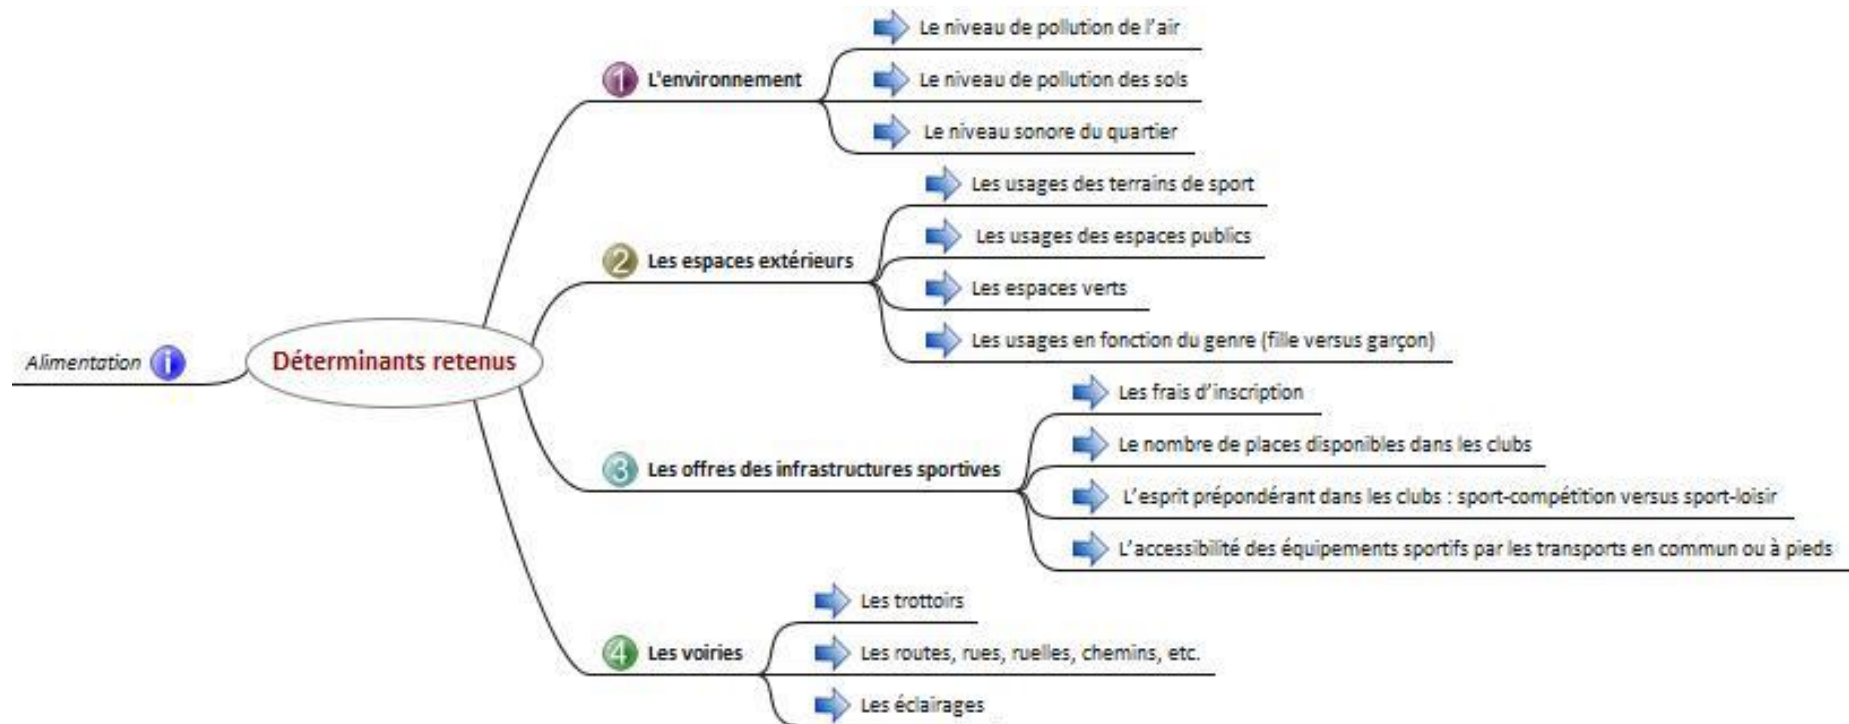 Alimentation
Déterminants retenus
1 L'environnement
Le niveau de pollution de l'air
Le niveau de pollution des sols
Le niveau sonore du quartier
2 Les espaces extérieurs
Les usages des terrains de sport
Les usages des espaces publics
Les espaces verts
Les usages en fonction du genre (fille versus garçon)
3 Les offres des infrastructures sportives
Les frais d'inscription
Le nombre de places disponibles dans les clubs
L'esprit prépondérant dans les clubs : sport-compétition versus sport-loisir
L'accessibilité des équipements sportifs par les transports en commun ou à pieds
4 Les voiries
Les trottoirs
Les routes, rues, ruelles, chemins, etc.
Les éclairages